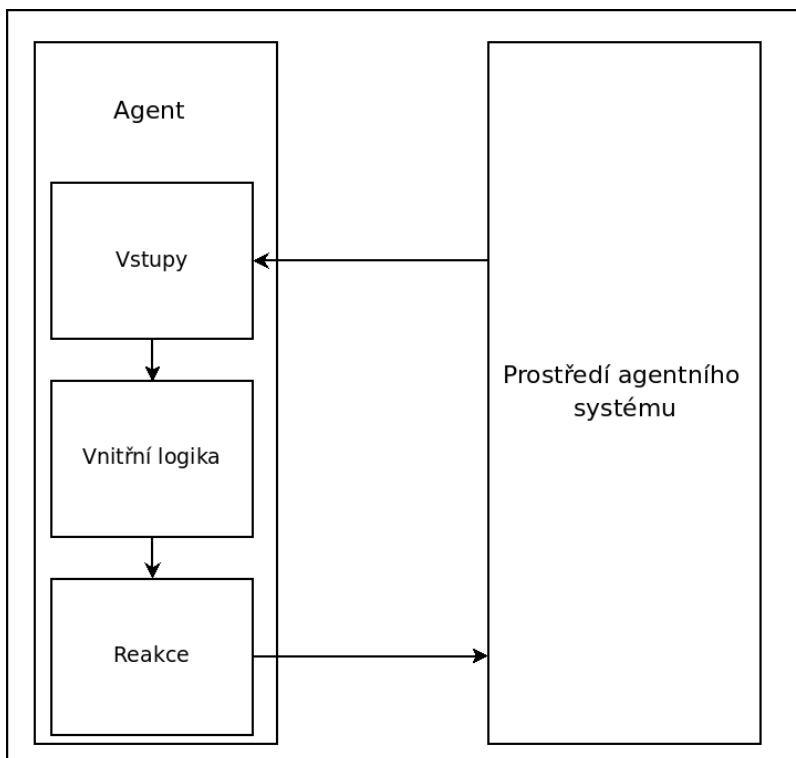 Agent
Vstupy
Vnitřní logika
Reakce
Prostředí agentního
systému